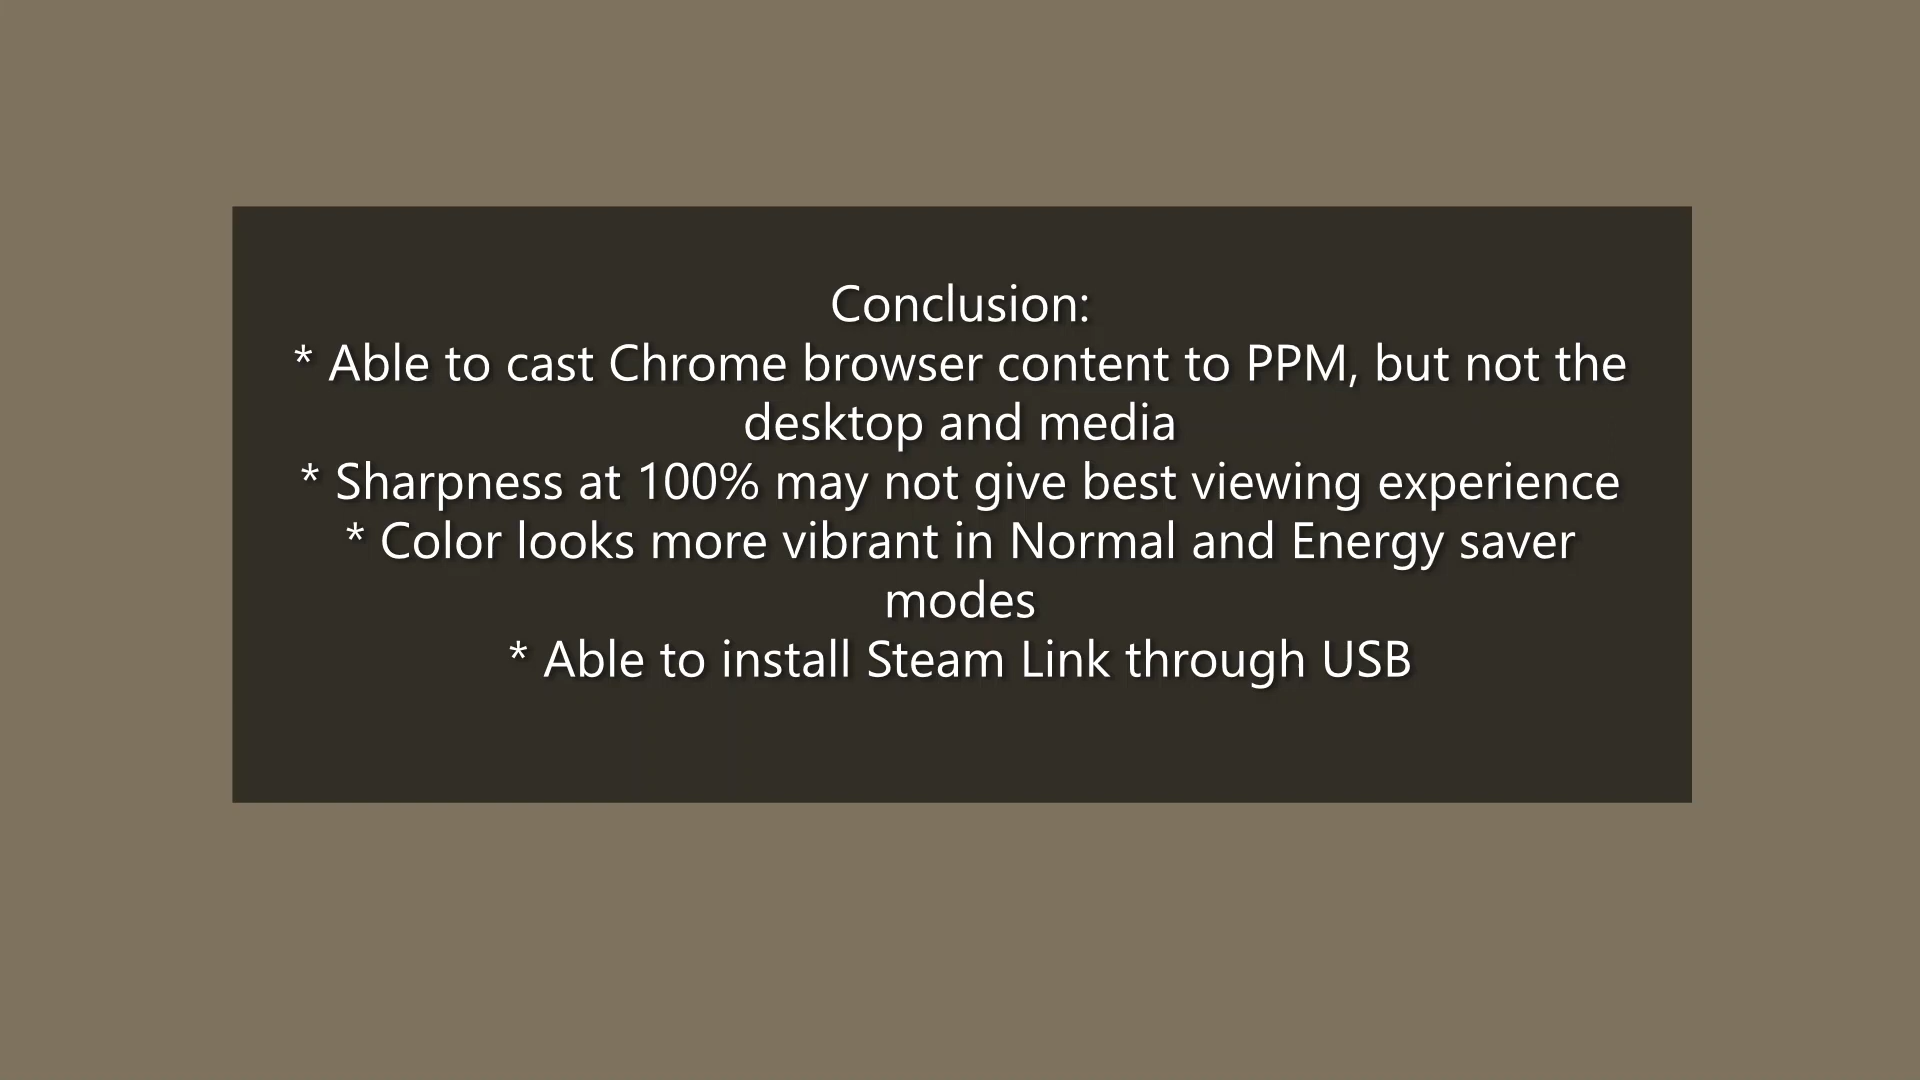 Conclusion:
* Able to cast Chrome browser content to PPM, but not the
desktop and media
* Sharpness at 100% may not give best viewing experience
* Color looks more vibrant in Normal and Energy saver
modes
* Able to install Steam Link through USB